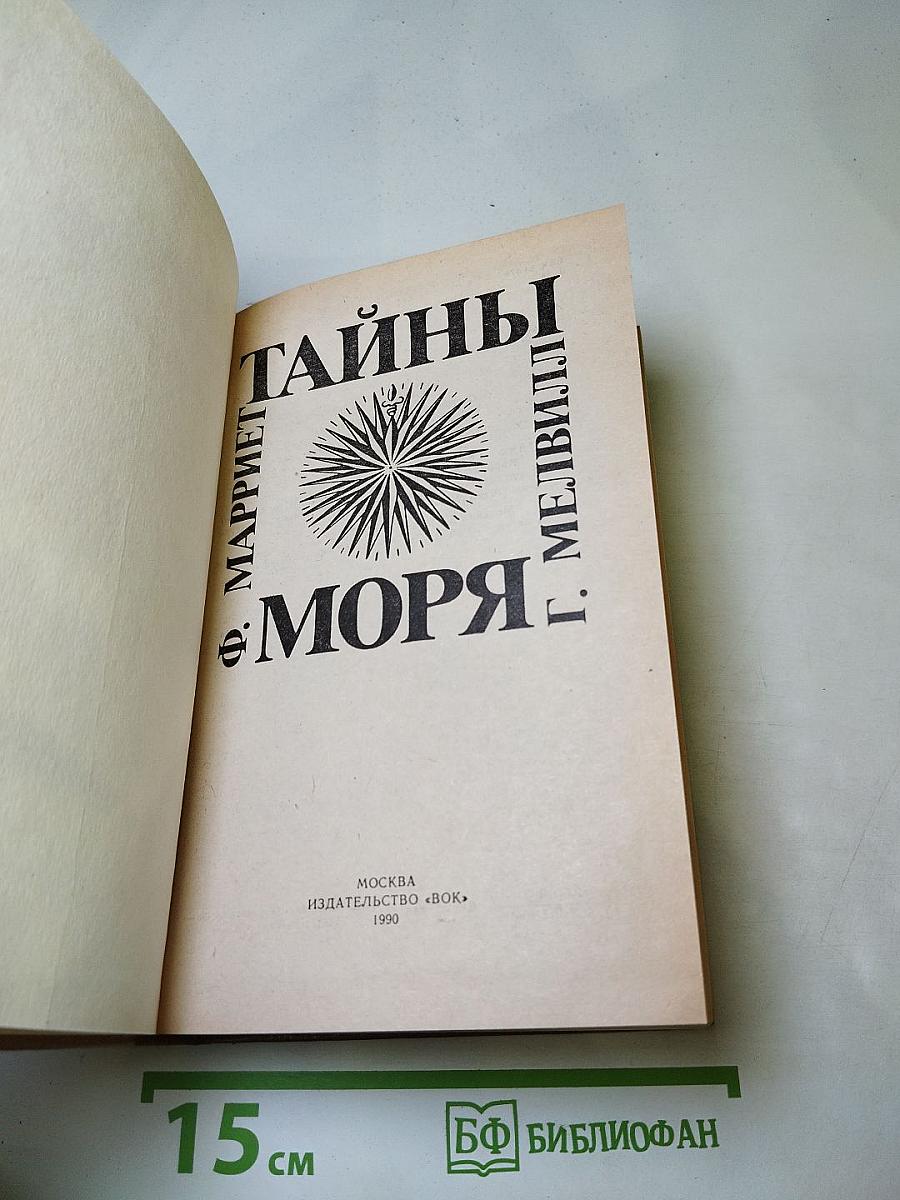 ТАЙНЫ
Ф. МАРРИЕТ
Г. МЕЛВИЛЛ
МОРЯ
МОСКВА
ИЗДАТЕЛЬСТВО «ВОК»
1990
15 см
БФ БИБЛИОФАН